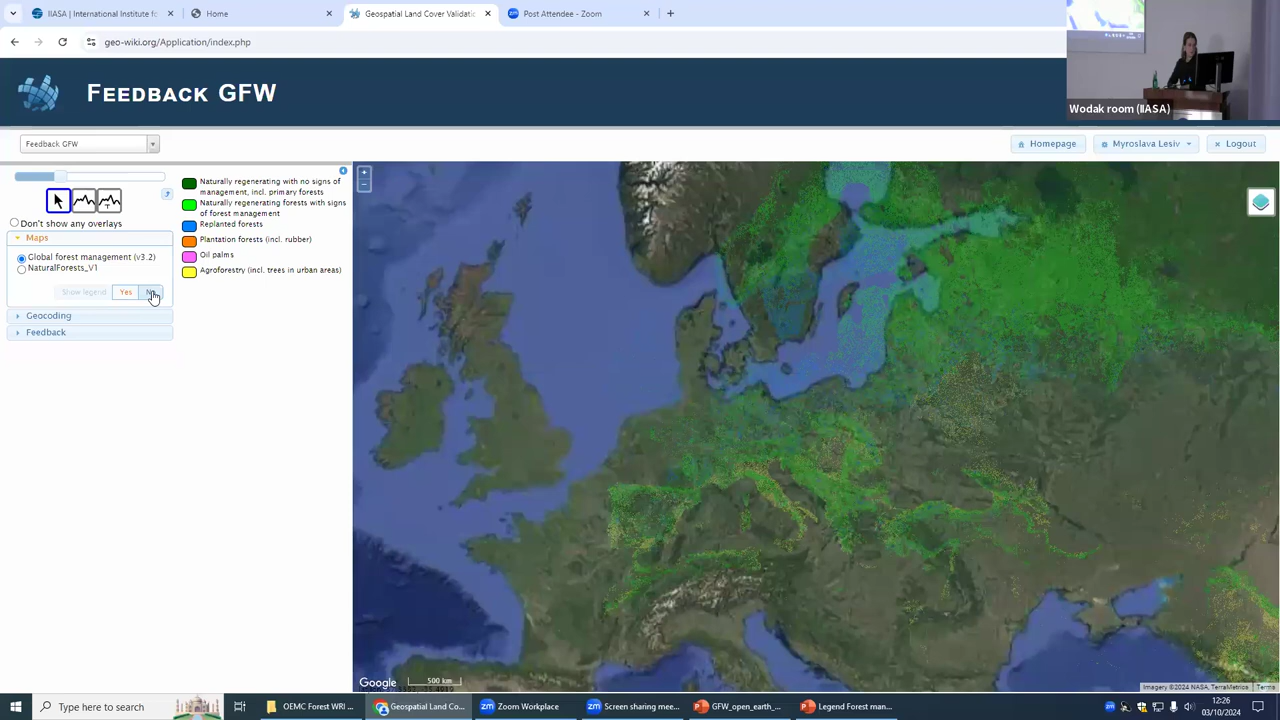 IIASA | International Institute fo
Home
Geospatial Land Cover Validatio
Post Attendee - Zoom
geo-wiki.org/Application/index.php
Feedback GFW
Wodak room (IIASA)
Feedback GFW
Homepage
Myroslava Lesiv
Logout
Don't show any overlays
Maps
Global forest management (v3.2)
NaturalForests_V1
Show legend
Yes
Geocoding
Feedback
Naturally regenerating with no signs of
management, incl. primary forests
Naturally regenerating forests with signs
of forest management
Replanted forests
Plantation forests (incl. rubber)
Oil palms
Agroforestry (incl. trees in urban areas)
Google
500 km
Imagery ©2024 NASA, TerraMetrics
Terms
Type here to search
OEMC Forest WRI ...
Geospatial Land Co...
Zoom Workplace
Screen sharing mee...
GFW_open_earth_...
Legend Forest man...
12:26
03/10/2024